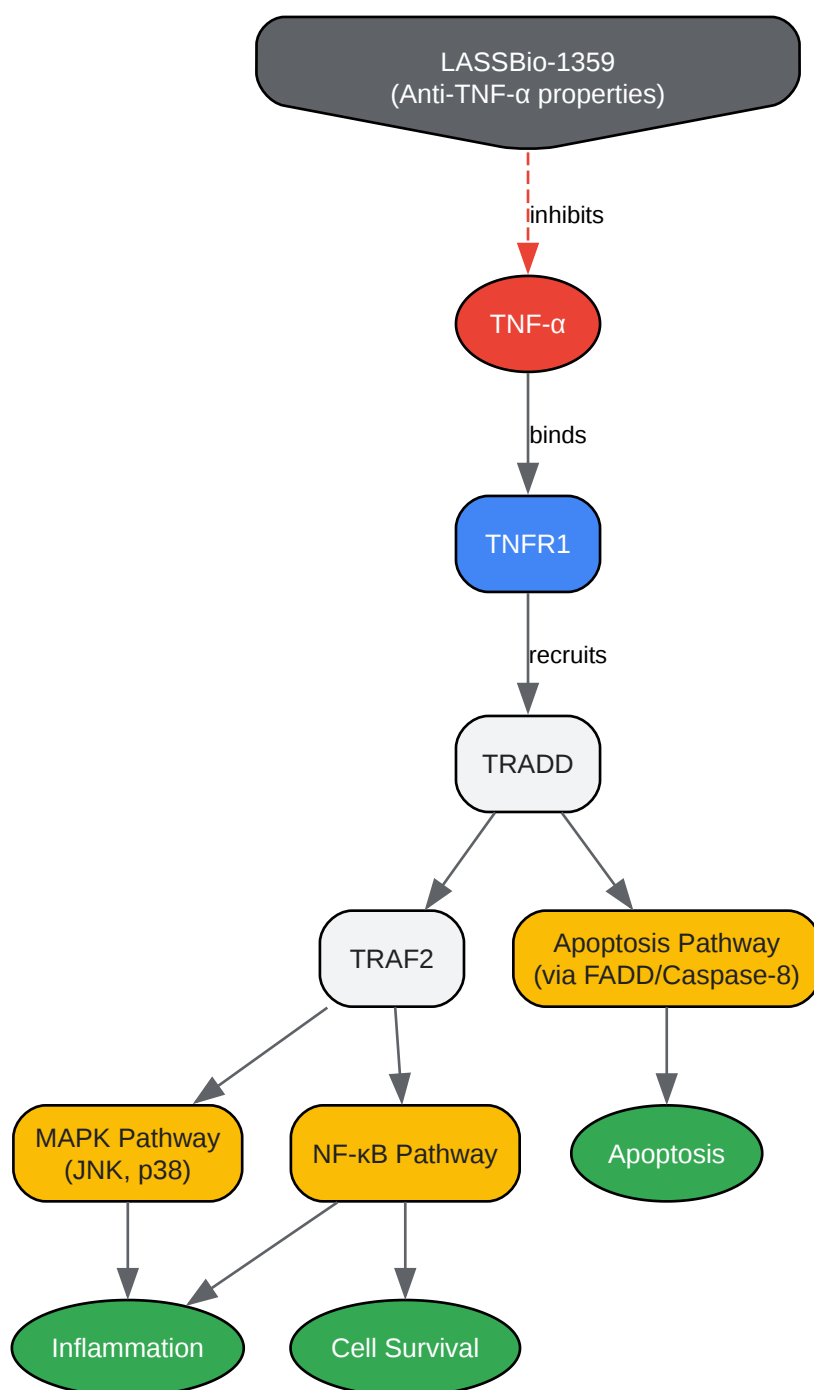 LASSBio-1359
(Anti-TNF-α properties)
inhibits
TNF-α
binds
TNFR1
recruits
TRADD
TRAF2
Apoptosis Pathway
(via FADD/Caspase-8)
MAPK Pathway
(JNK, p38)
NF-κB Pathway
Apoptosis
Inflammation
Cell Survival